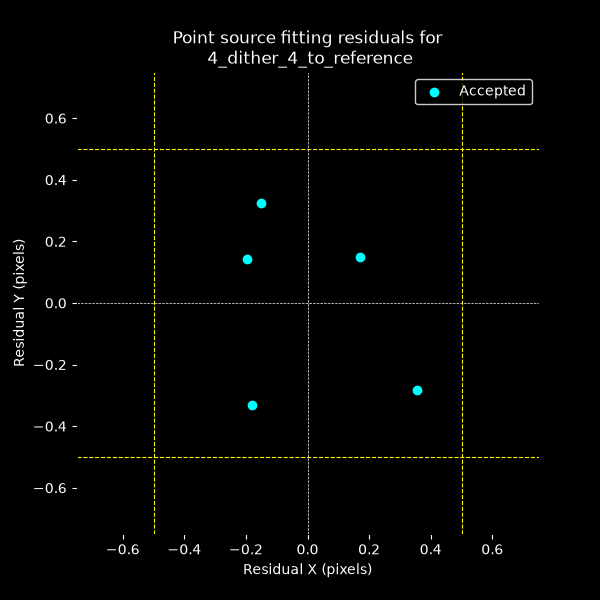 Point source fitting residuals for
4_dither_4_to_reference
Accepted
0.6
0.4
0.2
0.0
−0.2
−0.4
−0.6
Residual Y (pixels)
−0.6 −0.4 −0.2 0.0 0.2 0.4 0.6
Residual X (pixels)